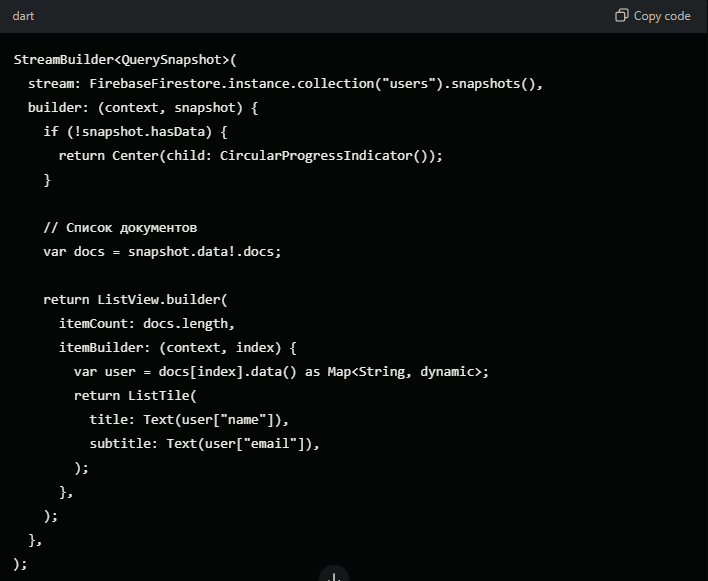 dart
Copy code
StreamBuilder<QuerySnapshot>(
  stream: FirebaseFirestore.instance.collection("users").snapshots(),
  builder: (context, snapshot) {
    if (!snapshot.hasData) {
      return Center(child: CircularProgressIndicator());
    }

    // Список документов
    var docs = snapshot.data!.docs;

    return ListView.builder(
      itemCount: docs.length,
      itemBuilder: (context, index) {
        var user = docs[index].data() as Map<String, dynamic>;
        return ListTile(
          title: Text(user["name"]),
          subtitle: Text(user["email"]),
        );
      },
    );
  },
);